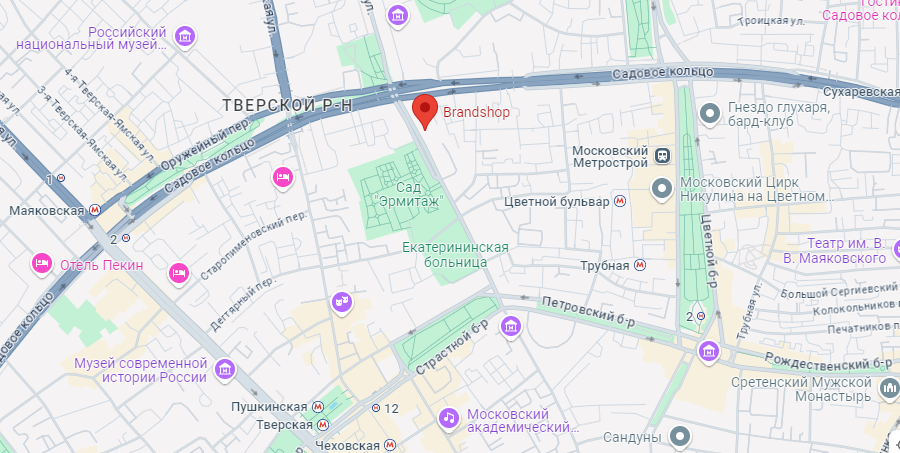 Российский
национальный музей...
Троицкая ул.
Гости
Садовое кол
4-я Тверская-Ямская ул.
3-я Тверская-Ямская ул.
ТВЕРСКОЙ Р-Н
Садовое кольцо
Сухаревская
Brandshop
Гнездо глухаря,
бард-клуб
Оружейный пер.
Садовое кольцо
Московский
Метрострой
1
Сад
"Эрмитаж"
Московский Цирк
Никулина на Цветном...
Маяковская
Цветной бульвар
Цветной б-р
2
Старопименовский пер.
Екатерининская
больница
Театр им. В.
В. Маяковского
Отель Пекин
Трубная
Дегтярный пер.
Большой Сергиевский
Колокольников п
Печатников п
Трубная ул.
Петровский б-р
2
Садовое кольцо
Страстной б-р
Рождественский б-р
Музей современной
истории России
Сретенский Мужской
Монастырь
Пушкинская
12
Тверская
Московский
академический...
Чеховская
Сандуны